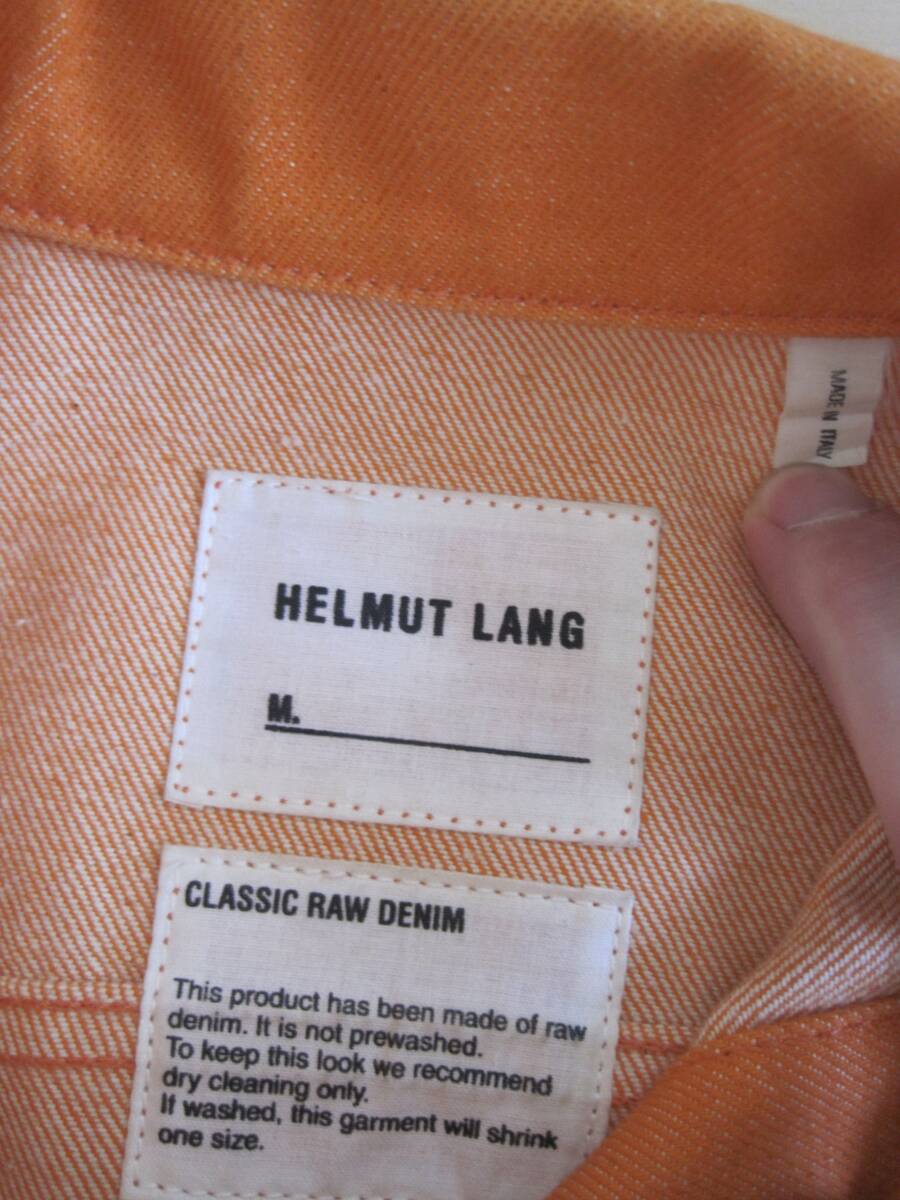 MADE IN ITALY
HELMUT LANG
M.
CLASSIC RAW DENIM
This product has been made of raw
denim. It is not prewashed.
To keep this look we recommend
dry cleaning only.
If washed, this garment will shrink
one size.